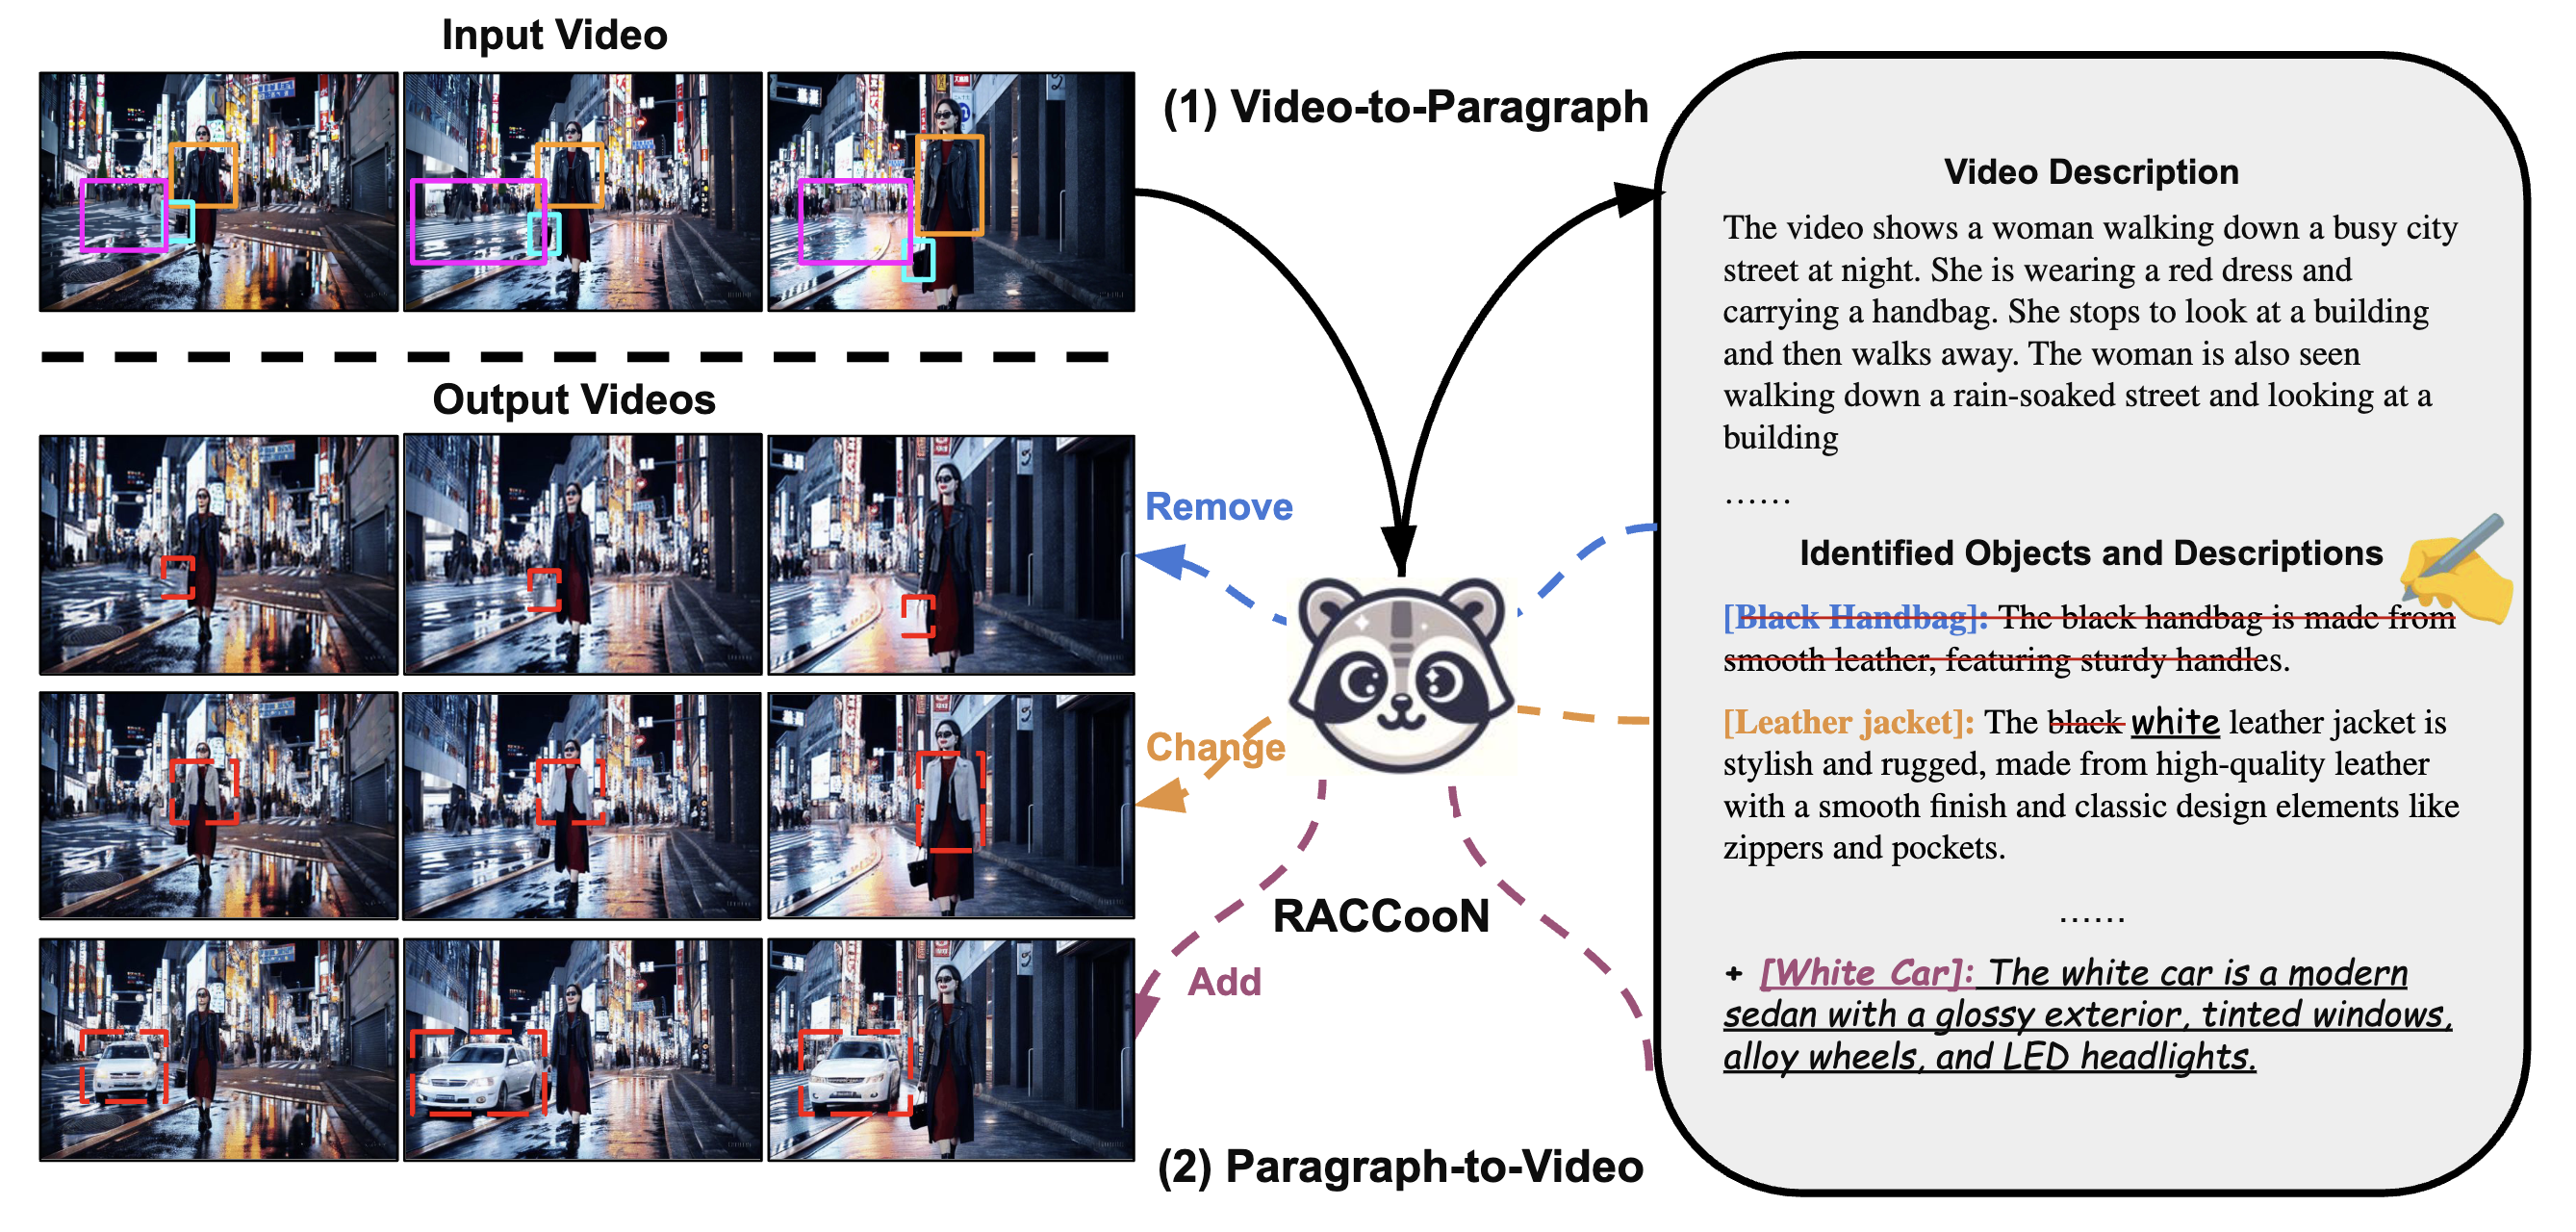 Input Video
(1) Video-to-Paragraph
Output Videos
Remove
Change
Add
RACCooN
(2) Paragraph-to-Video
Video Description
The video shows a woman walking down a busy city
street at night. She is wearing a red dress and
carrying a handbag. She stops to look at a building
and then walks away. The woman is also seen
walking down a rain-soaked street and looking at a
building
......
Identified Objects and Descriptions
[Black Handbag]: The black handbag is made from
smooth leather, featuring sturdy handles.
[Leather jacket]: The black white leather jacket is
stylish and rugged, made from high-quality leather
with a smooth finish and classic design elements like
zippers and pockets.
......
+ [White Car]: The white car is a modern
sedan with a glossy exterior, tinted windows,
alloy wheels, and LED headlights.